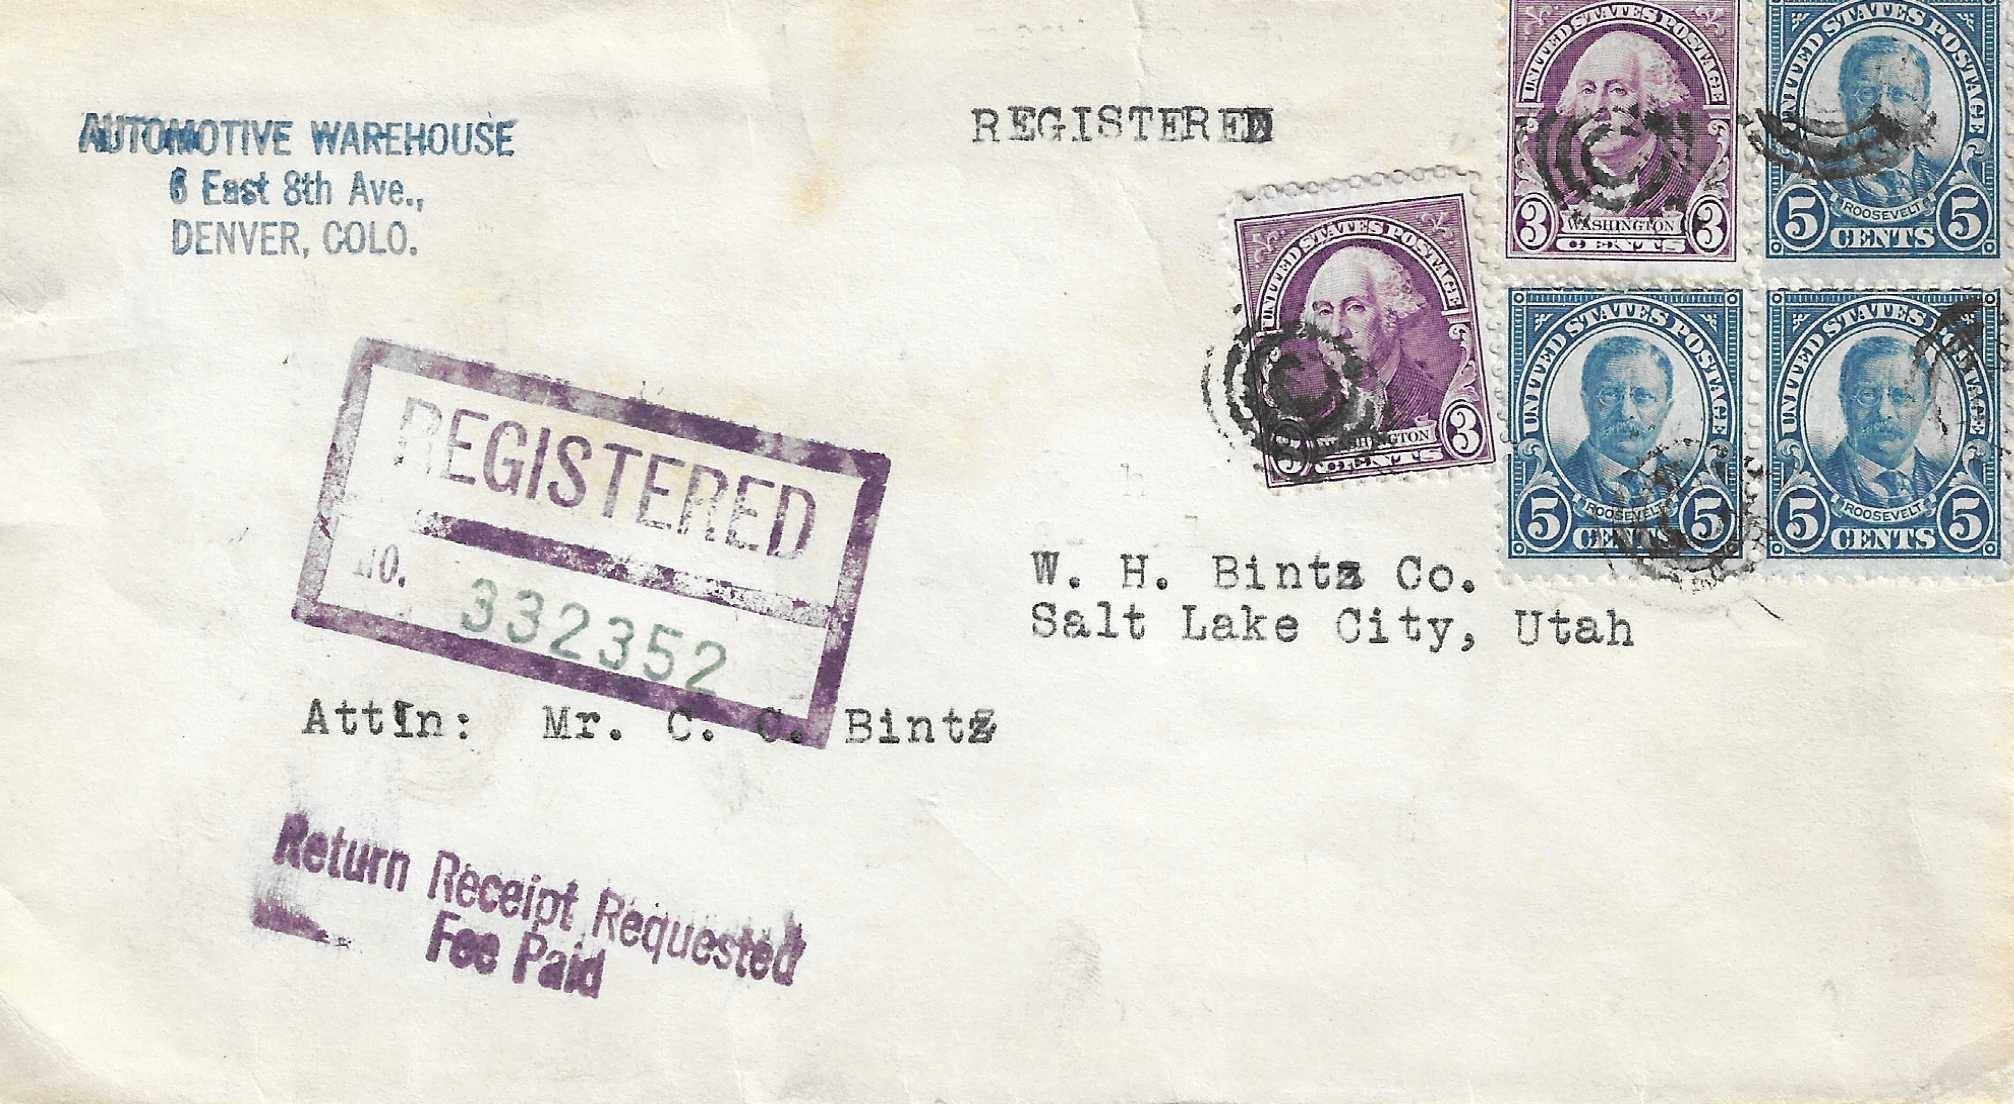 AUTOMOTIVE WAREHOUSE
6 East 8th Ave.,
DENVER, COLO.
REGISTERED
UNITED STATES POSTAGE
3 WASHINGTON 3
CENTS
UNITED STATES POSTAGE
5 ROOSEVELT 5
CENTS
UNITED STATES POSTAGE
3 WASHINGTON 3
CENTS
UNITED STATES POSTAGE
5 ROOSEVELT 5
CENTS
UNITED STATES POSTAGE
5 ROOSEVELT 5
CENTS
REGISTERED
NO. 332352
W. H. Bintz Co.
Salt Lake City, Utah
Att'n: Mr. C. C. Bintz
Return Receipt Requested
Fee Paid